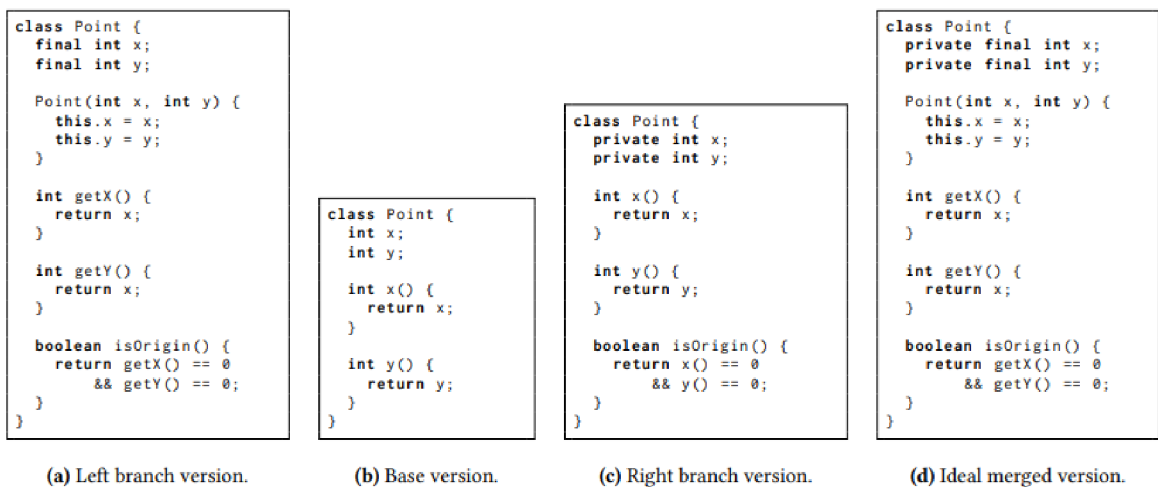 class Point {
  final int x;
  final int y;

  Point(int x, int y) {
    this.x = x;
    this.y = y;
  }

  int getX() {
    return x;
  }

  int getY() {
    return x;
  }

  boolean isOrigin() {
    return getX() == 0
        && getY() == 0;
  }
}
(a) Left branch version.
class Point {
  int x;
  int y;

  int x() {
    return x;
  }

  int y() {
    return y;
  }
}
(b) Base version.
class Point {
  private int x;
  private int y;

  int x() {
    return x;
  }

  int y() {
    return y;
  }

  boolean isOrigin() {
    return x() == 0
        && y() == 0;
  }
}
(c) Right branch version.
class Point {
  private final int x;
  private final int y;

  Point(int x, int y) {
    this.x = x;
    this.y = y;
  }

  int getX() {
    return x;
  }

  int getY() {
    return x;
  }

  boolean isOrigin() {
    return getX() == 0
        && getY() == 0;
  }
}
(d) Ideal merged version.